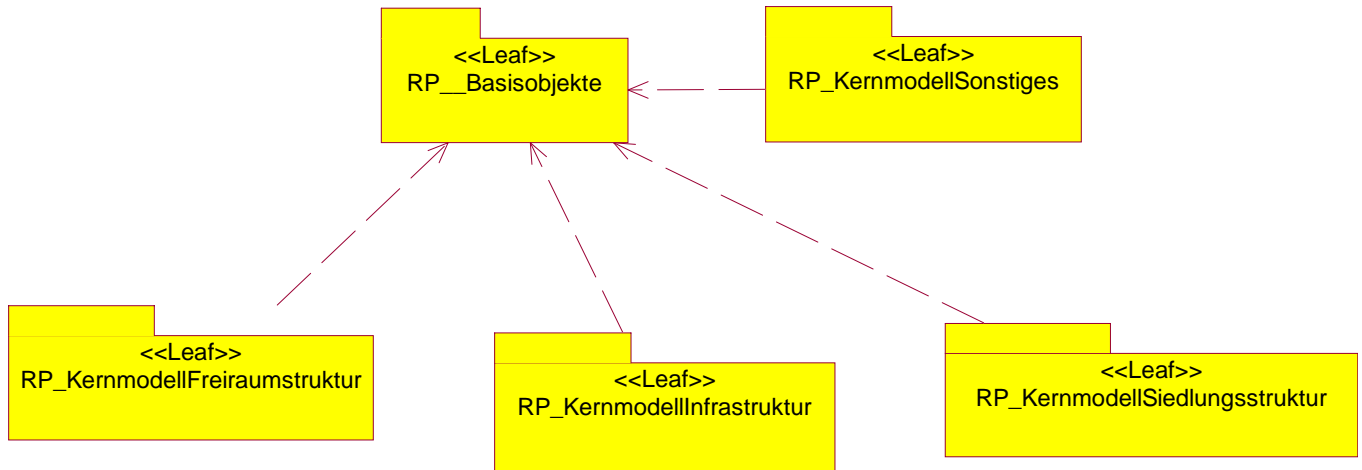 <<Leaf>>
RP__Basisobjekte
<<Leaf>>
RP_KernmodellSonstiges
<<Leaf>>
RP_KernmodellFreiraumstruktur
<<Leaf>>
RP_KernmodellInfrastruktur
<<Leaf>>
RP_KernmodellSiedlungsstruktur